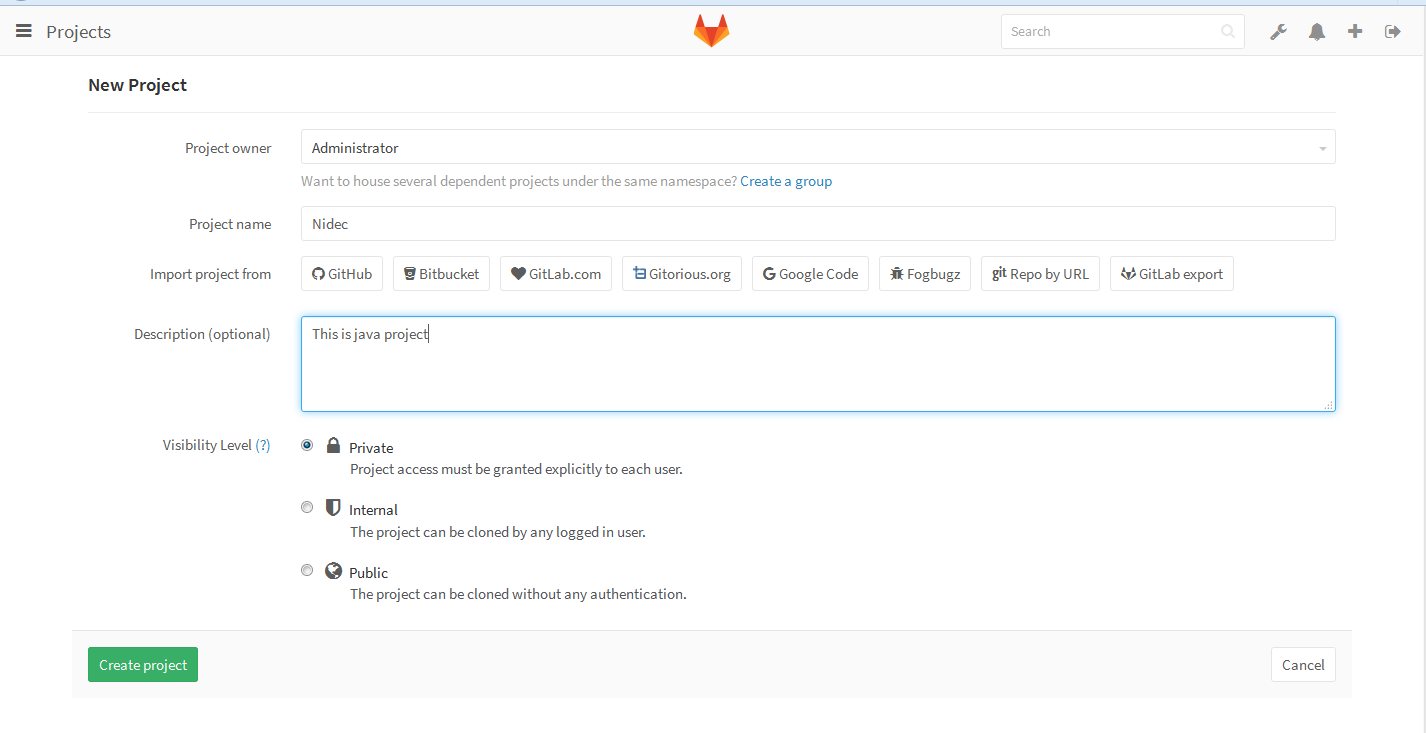 Projects
Search
New Project
Project owner
Administrator
Want to house several dependent projects under the same namespace? Create a group
Project name
Nidec
Import project from
GitHub
Bitbucket
GitLab.com
Gitorious.org
Google Code
Fogbugz
git Repo by URL
GitLab export
Description (optional)
This is java project
Visibility Level (?)
Private
Project access must be granted explicitly to each user.
Internal
The project can be cloned by any logged in user.
Public
The project can be cloned without any authentication.
Create project
Cancel